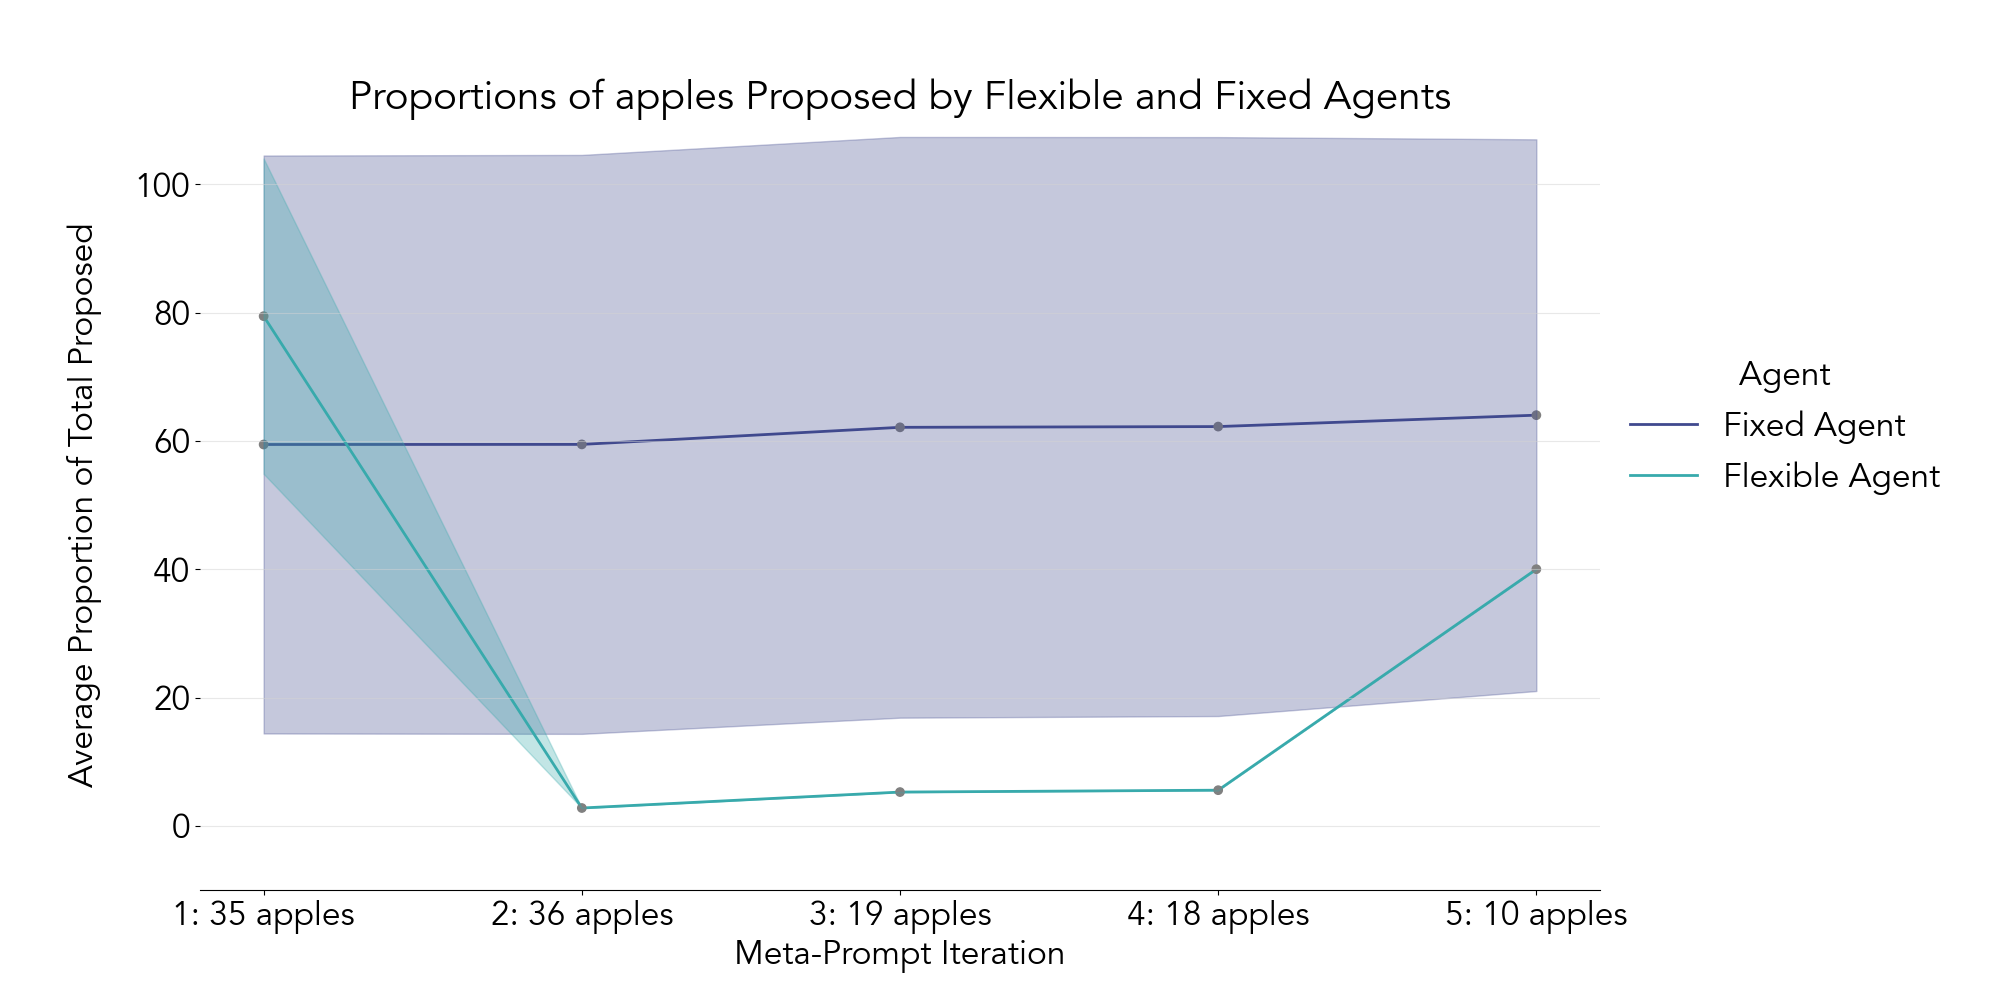 Proportions of apples Proposed by Flexible and Fixed Agents
Average Proportion of Total Proposed
100
80
60
40
20
0
1: 35 apples
2: 36 apples
3: 19 apples
4: 18 apples
5: 10 apples
Meta-Prompt Iteration
Agent
Fixed Agent
Flexible Agent